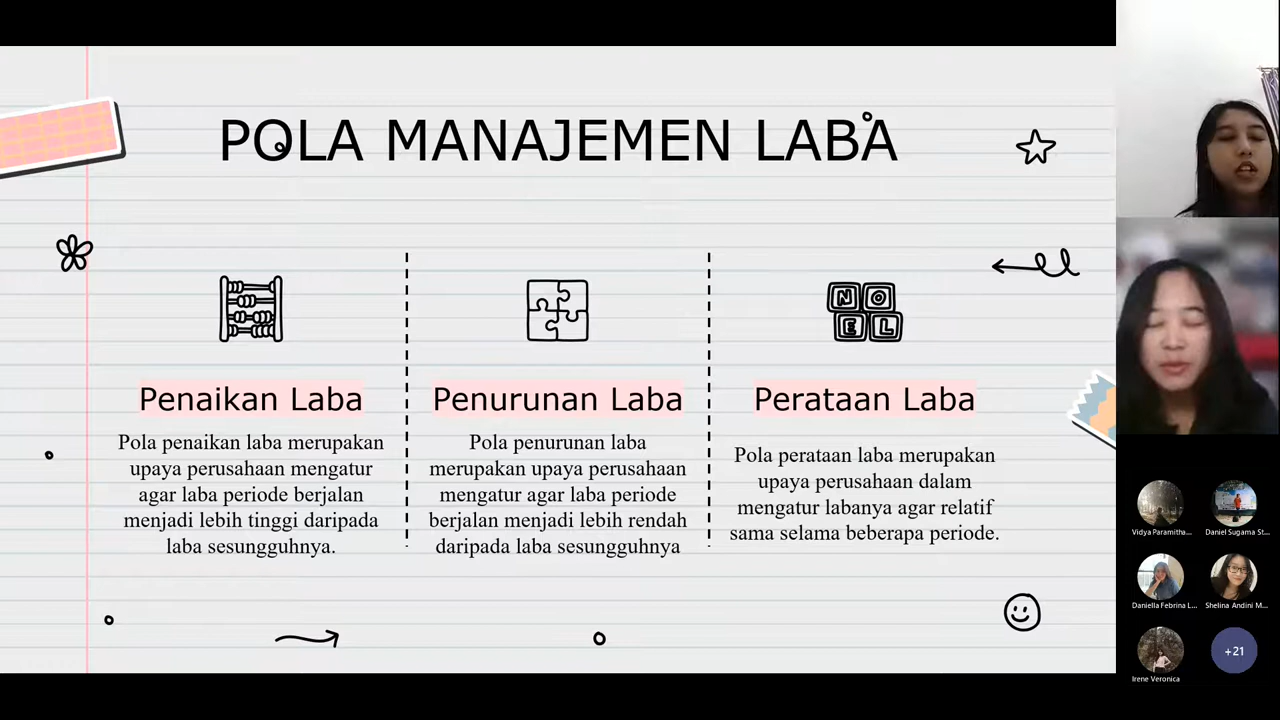 POLA MANAJEMEN LABA
N O
E L
Penaikan Laba
Pola penaikan laba merupakan
upaya perusahaan mengatur
agar laba periode berjalan
menjadi lebih tinggi daripada
laba sesungguhnya.
Penurunan Laba
Pola penurunan laba
merupakan upaya perusahaan
mengatur agar laba periode
berjalan menjadi lebih rendah
daripada laba sesungguhnya
Perataan Laba
Pola perataan laba merupakan
upaya perusahaan dalam
mengatur labanya agar relatif
sama selama beberapa periode.
Vidya Paramitha...
Daniel Sugama St...
Daniella Febrina L...
Shelina Andini M...
Irene Veronica
+21